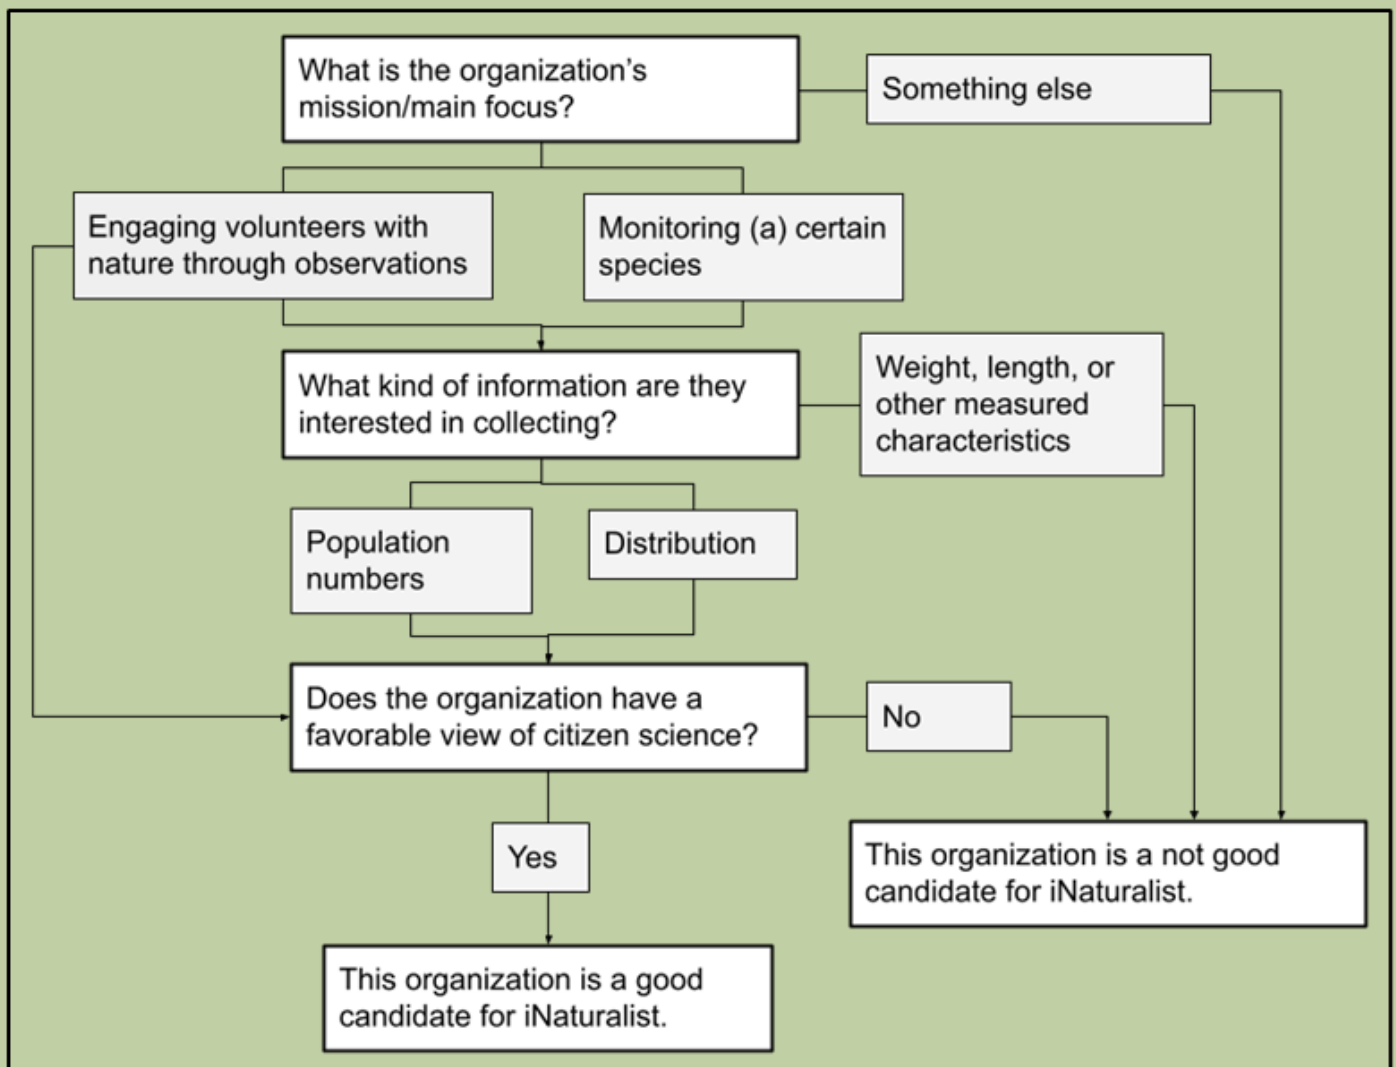 What is the organization's
mission/main focus?
Something else
Engaging volunteers with
nature through observations
Monitoring (a) certain
species
What kind of information are they
interested in collecting?
Weight, length, or
other measured
characteristics
Population
numbers
Distribution
Does the organization have a
favorable view of citizen science?
No
Yes
This organization is a not good
candidate for iNaturalist.
This organization is a good
candidate for iNaturalist.